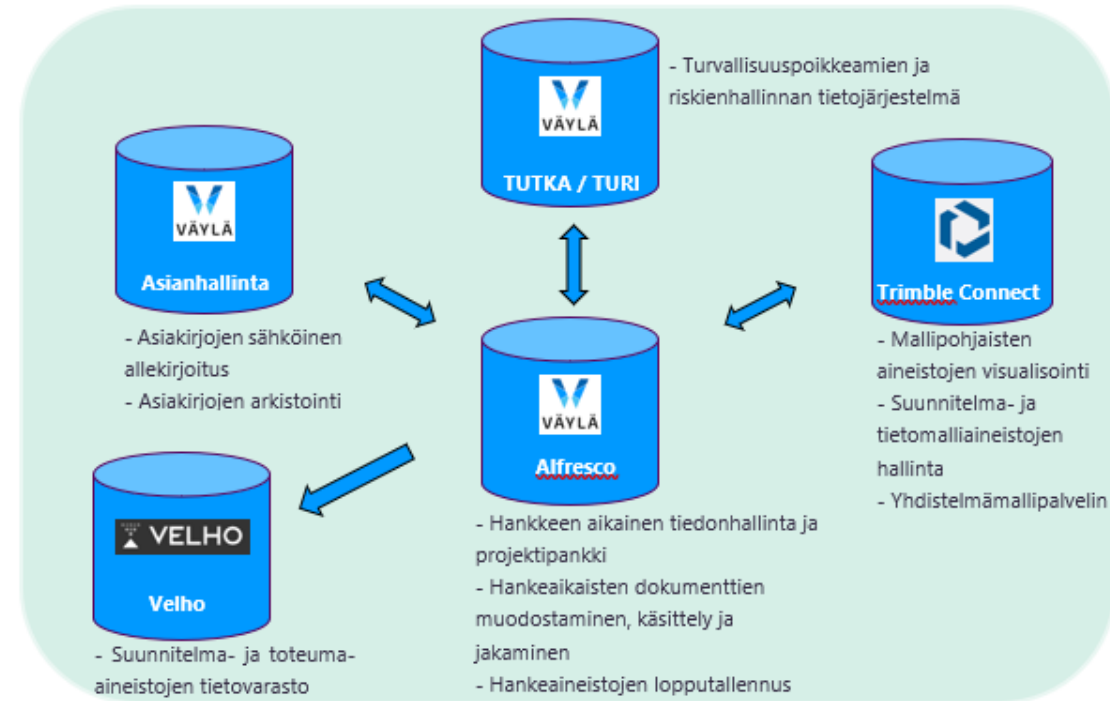 VÄYLÄ
TUTKA / TURI
- Turvallisuuspoikkeamien ja
riskienhallinnan tietojärjestelmä
VÄYLÄ
Asianhallinta
- Asiakirjojen sähköinen
allekirjoitus
- Asiakirjojen arkistointi
Trimble Connect
- Mallipohjaisten
aineistojen visualisointi
- Suunnitelma- ja
tietomalliaineistojen
hallinta
- Yhdistelmämallipalvelin
VÄYLÄ
Alfresco
- Hankkeen aikainen tiedonhallinta ja
projektipankki
- Hankeaikaisten dokumenttien
muodostaminen, käsittely ja
jakaminen
- Hankeaineistojen lopputallennus
VELHO
Velho
- Suunnitelma- ja toteuma-
aineistojen tietovarasto